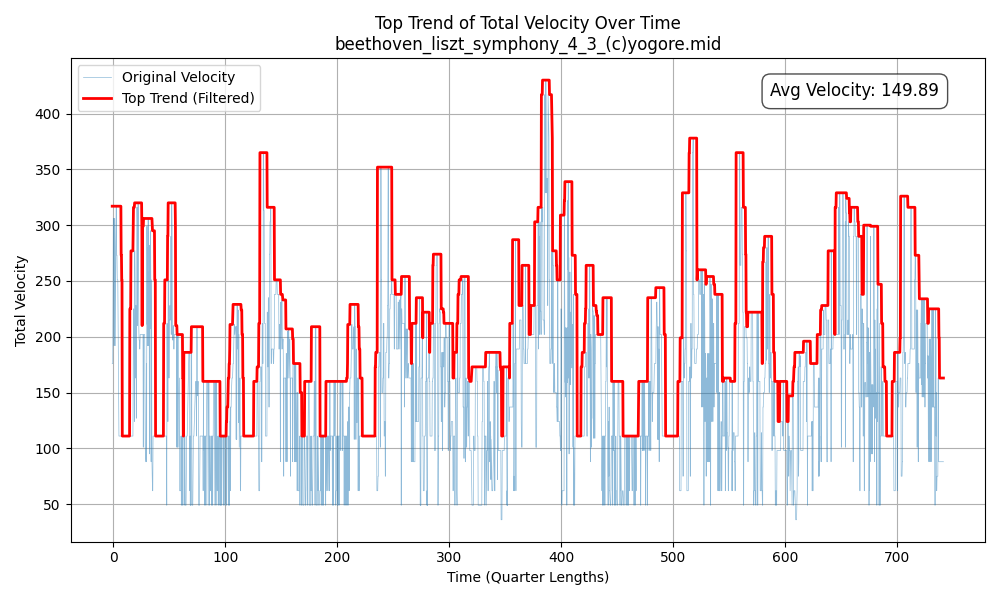 Top Trend of Total Velocity Over Time
beethoven_liszt_symphony_4_3_(c)yogore.mid
Original Velocity
Top Trend (Filtered)
Avg Velocity: 149.89
Total Velocity
400
350
300
250
200
150
100
50
0
100
200
300
400
500
600
700
Time (Quarter Lengths)